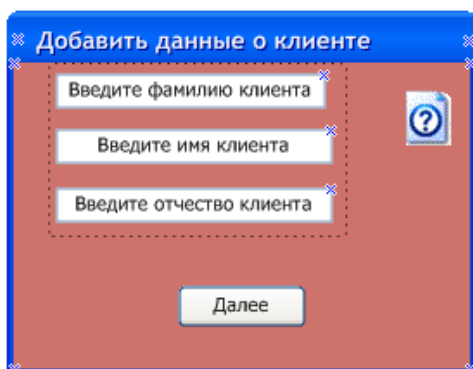 Добавить данные о клиенте
Введите фамилию клиента
Введите имя клиента
Введите отчество клиента
Далее